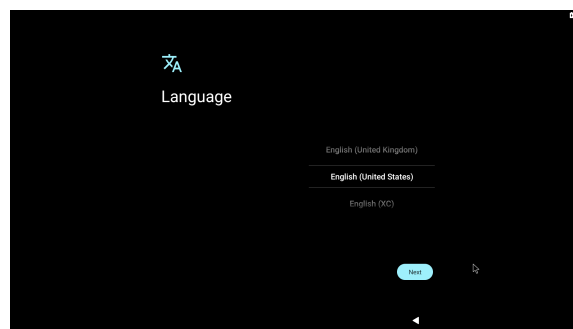 Language
English (United Kingdom)
English (United States)
English (XC)
Next